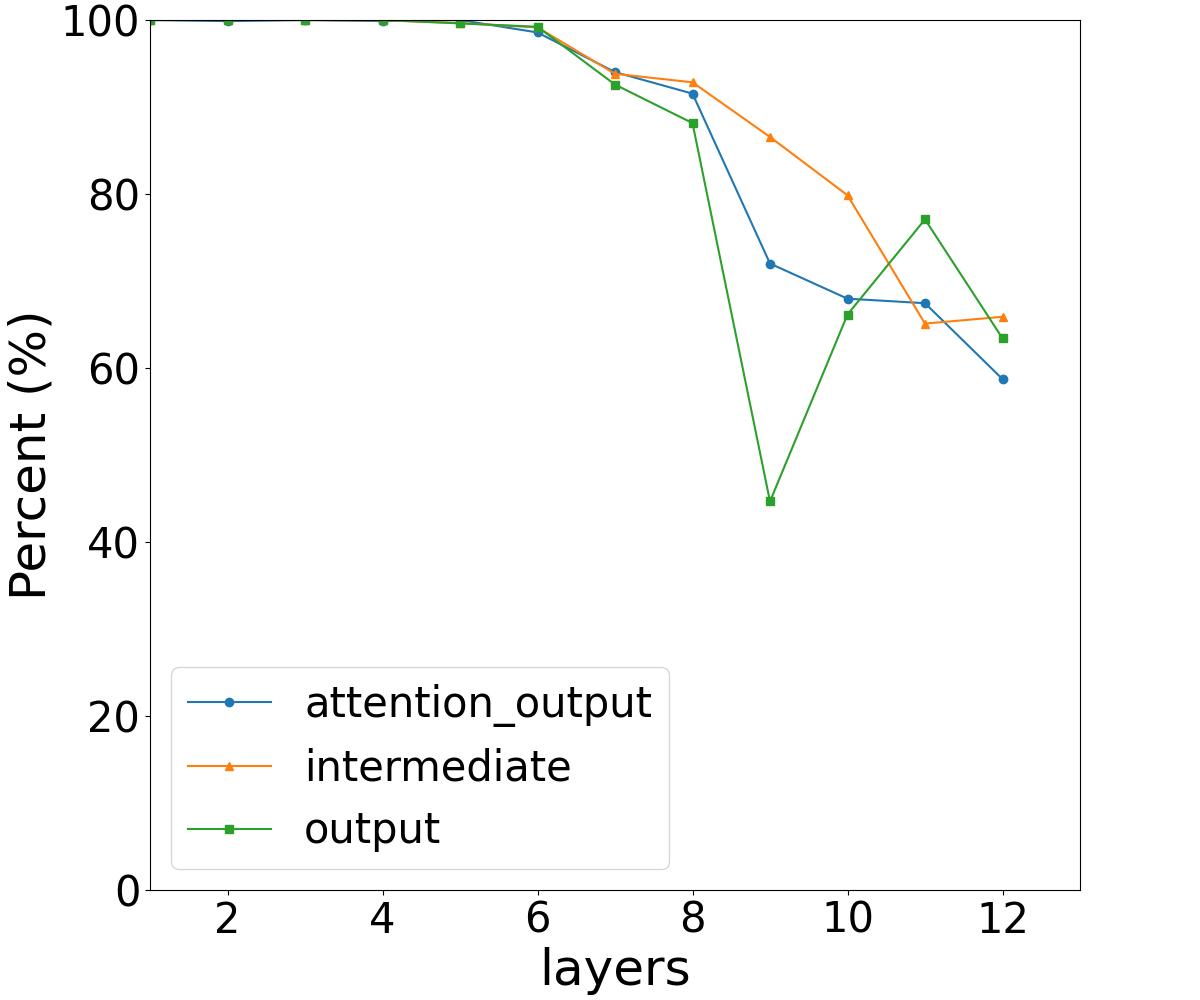 100
80
60
40
20
0
Percent (%)
attention_output
intermediate
output
2 4 6 8 10 12
layers